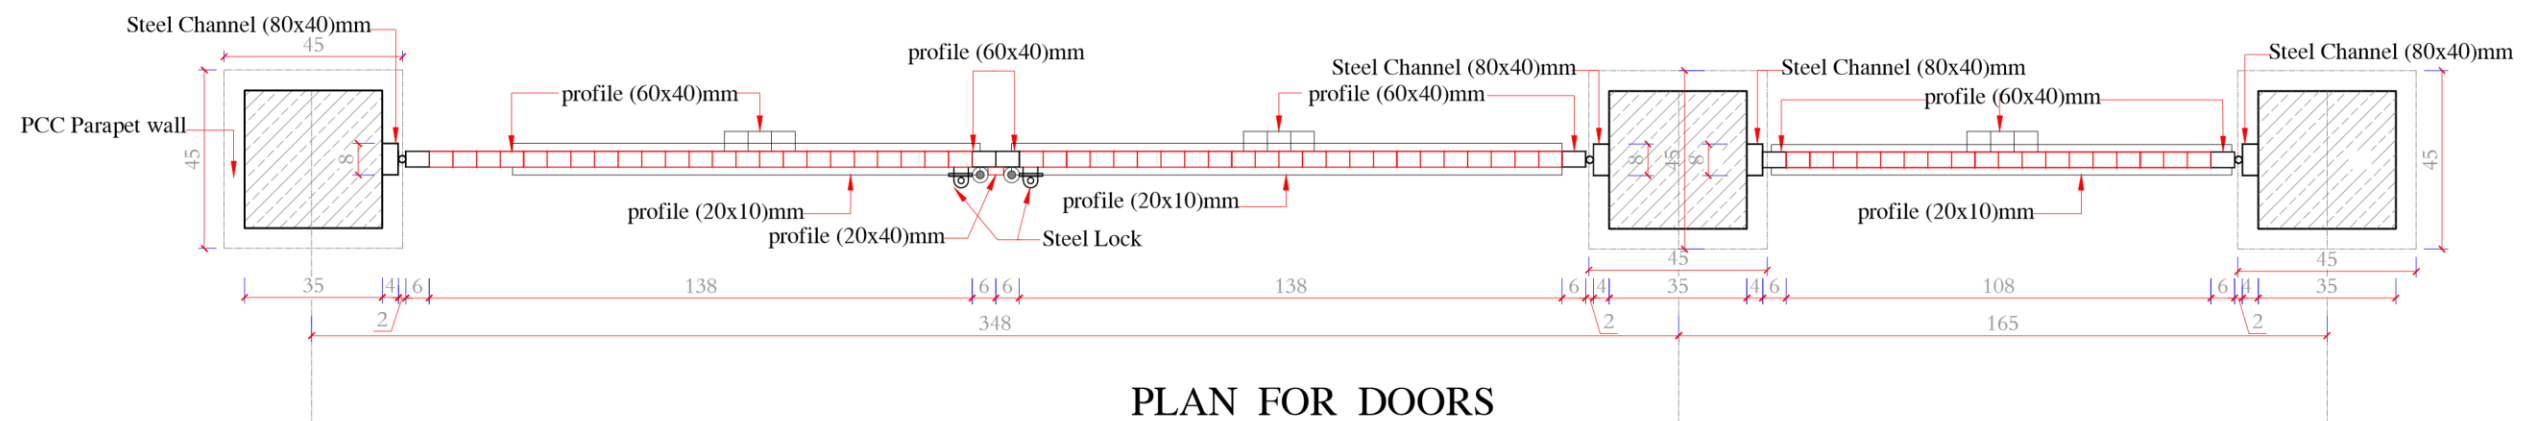 Steel Channel (80x40)mm
45
profile (60x40)mm
Steel Channel (80x40)mm
Steel Channel (80x40)mm
Steel Channel (80x40)mm
profile (60x40)mm
profile (60x40)mm
profile (60x40)mm
PCC Parapet wall
45
8
8
45
8
45
profile (20x10)mm
profile (20x10)mm
profile (20x10)mm
profile (20x40)mm
Steel Lock
45
45
35
4
6
138
6
6
138
6
4
35
4
6
108
6
4
35
2
348
2
165
2
PLAN FOR DOORS